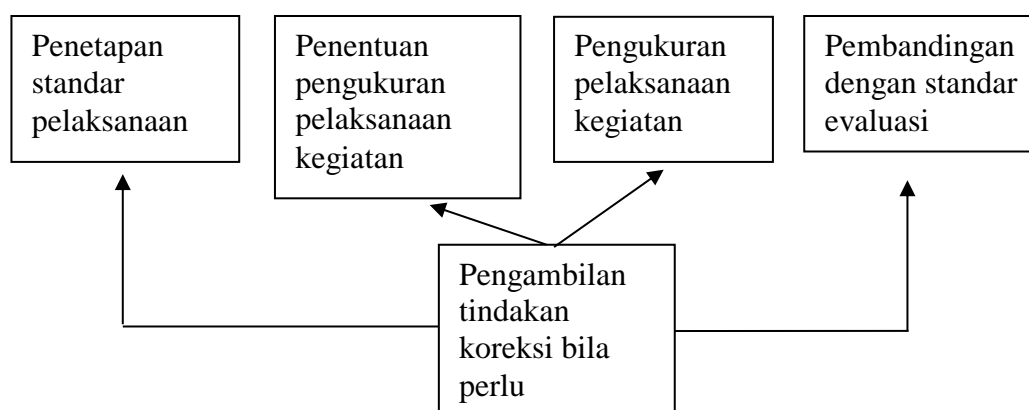 Penetapan
standar
pelaksanaan
Penentuan
pengukuran
pelaksanaan
kegiatan
Pengukuran
pelaksanaan
kegiatan
Pembandingan
dengan standar
evaluasi
Pengambilan
tindakan
koreksi bila
perlu